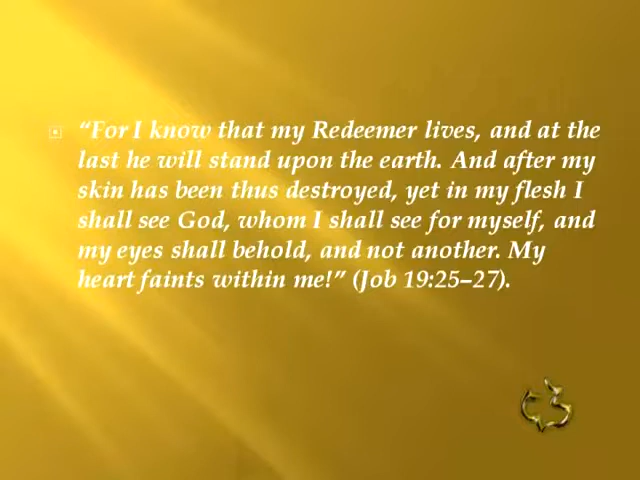 “For I know that my Redeemer lives, and at the
last he will stand upon the earth. And after my
skin has been thus destroyed, yet in my flesh I
shall see God, whom I shall see for myself, and
my eyes shall behold, and not another. My
heart faints within me!” (Job 19:25–27).